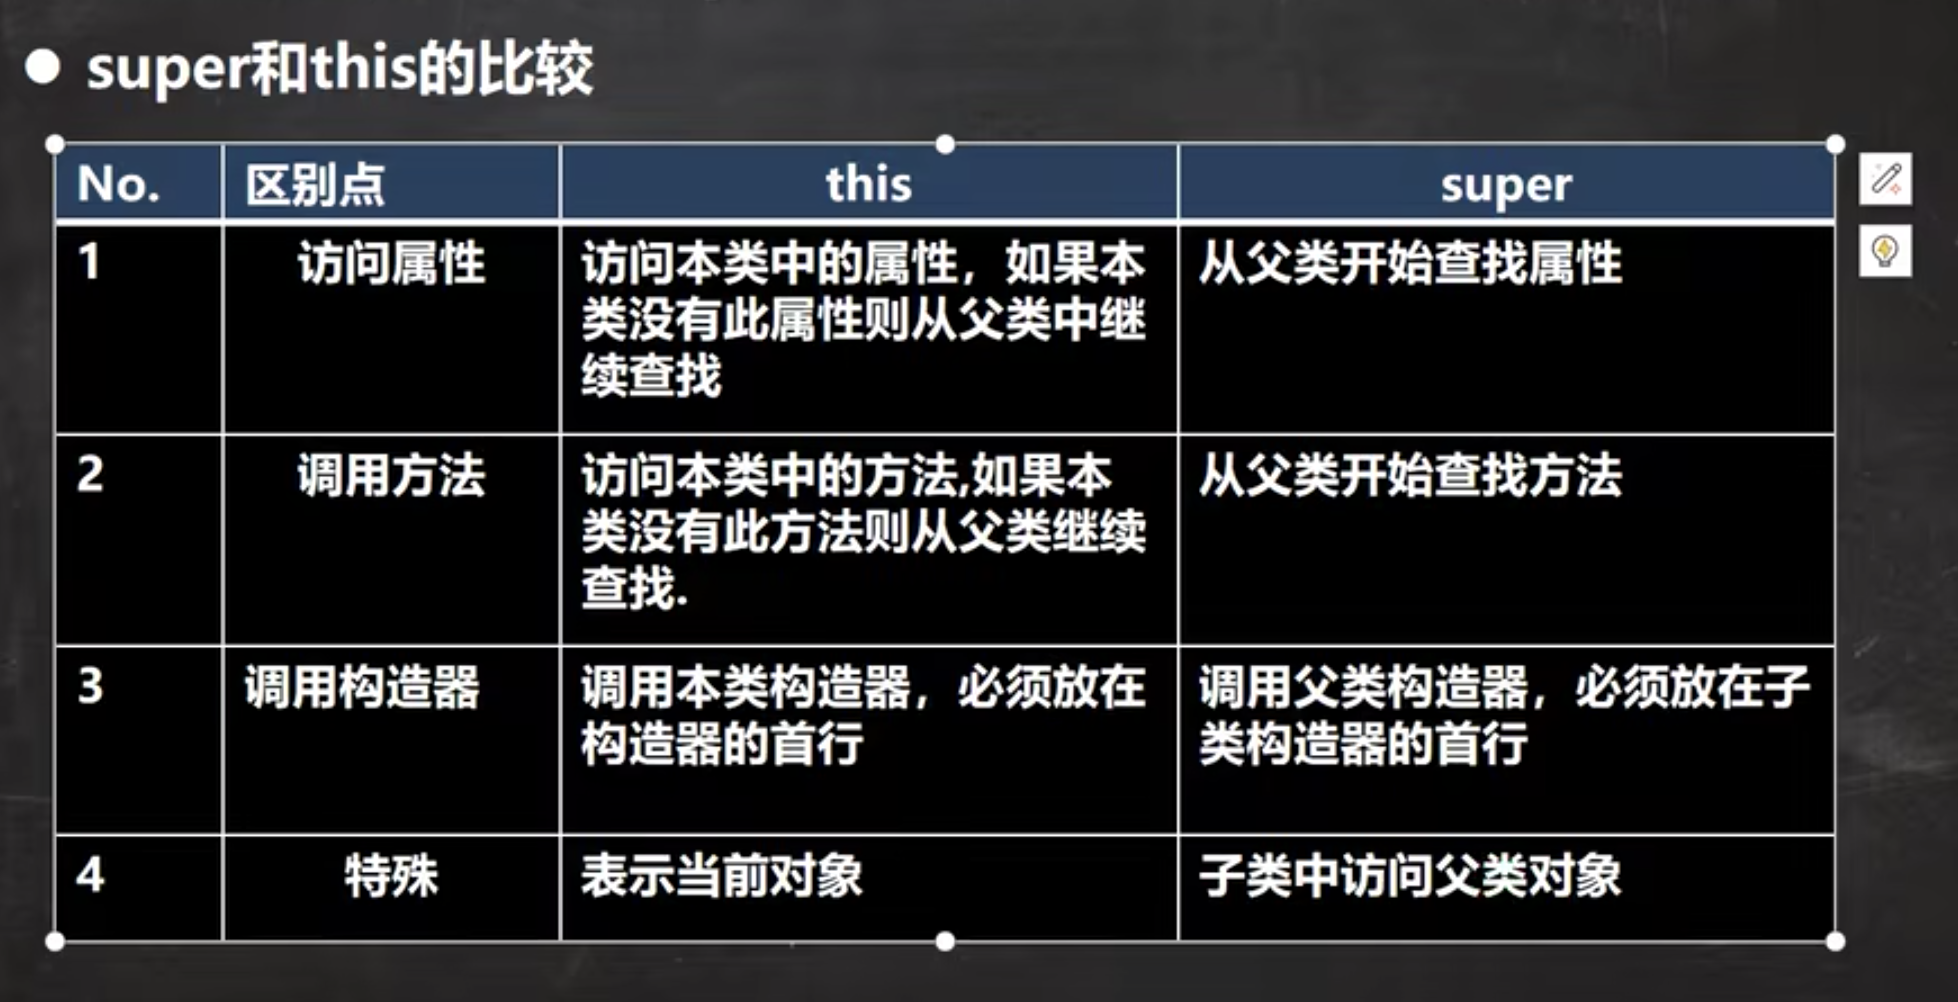 super和this的比较
No. 区别点 this super
1 访问属性 访问本类中的属性，如果本 从父类开始查找属性
类没有此属性则从父类中继
续查找
2 调用方法 访问本类中的方法,如果本 从父类开始查找方法
类没有此方法则从父类继续
查找.
3 调用构造器 调用本类构造器，必须放在 调用父类构造器，必须放在子
构造器的首行 类构造器的首行
4 特殊 表示当前对象 子类中访问父类对象